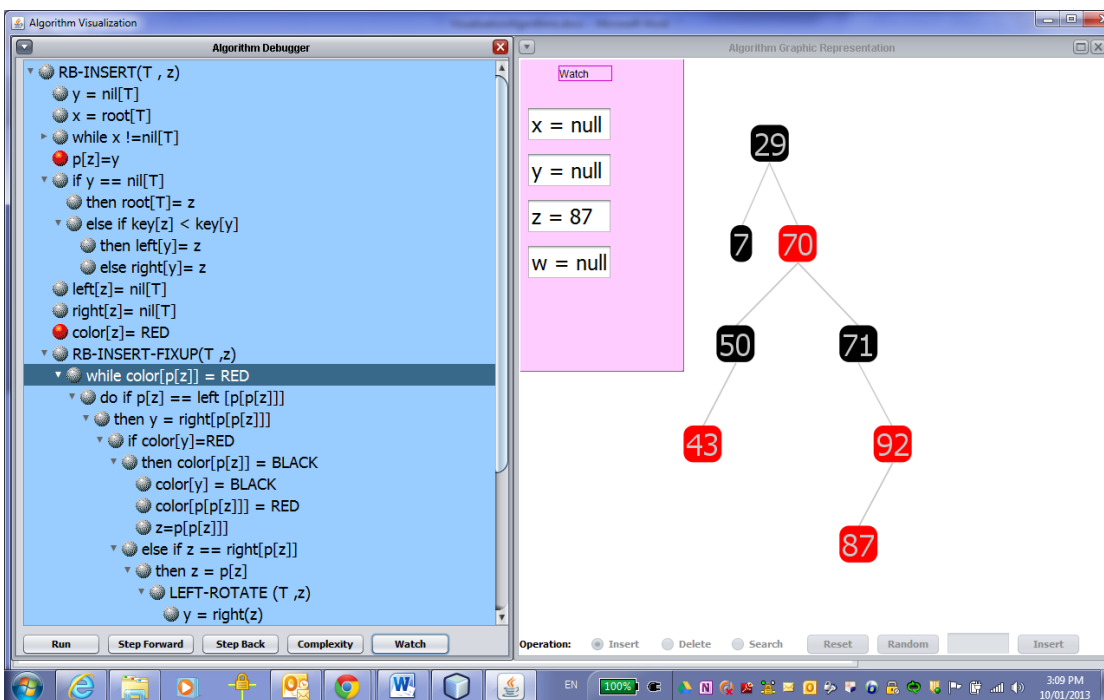 Algorithm Visualization
Algorithm Debugger
RB-INSERT(T , z)
y = nil[T]
x = root[T]
while x !=nil[T]
p[z]=y
if y == nil[T]
then root[T]= z
else if key[z] < key[y]
then left[y]= z
else right[y]= z
left[z]= nil[T]
right[z]= nil[T]
color[z]= RED
RB-INSERT-FIXUP(T ,z)
while color[p[z]] = RED
do if p[z] == left [p[p[z]]]
then y = right[p[p[z]]]
if color[y]=RED
then color[p[z]] = BLACK
color[y] = BLACK
color[p[p[z]]] = RED
z=p[p[z]]]
else if z == right[p[z]]
then z = p[z]
LEFT-ROTATE (T ,z)
y = right(z)
Run Step Forward Step Back Complexity Watch
Algorithm Graphic Representation
Watch
x = null
y = null
z = 87
w = null
29
7 70
50 71
43 92
87
Operation: Insert Delete Search Reset Random Insert
EN 100% 3:09 PM
10/01/2013